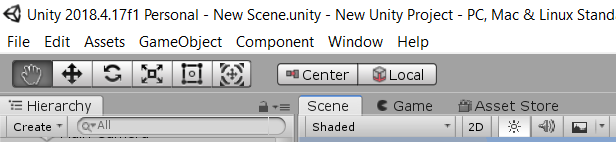 Unity 2018.4.17f1 Personal - New Scene.unity - New Unity Project - PC, Mac & Linux Stand
File Edit Assets GameObject Component Window Help
Center Local
Hierarchy Scene Game Asset Store
Create All Shaded 2D